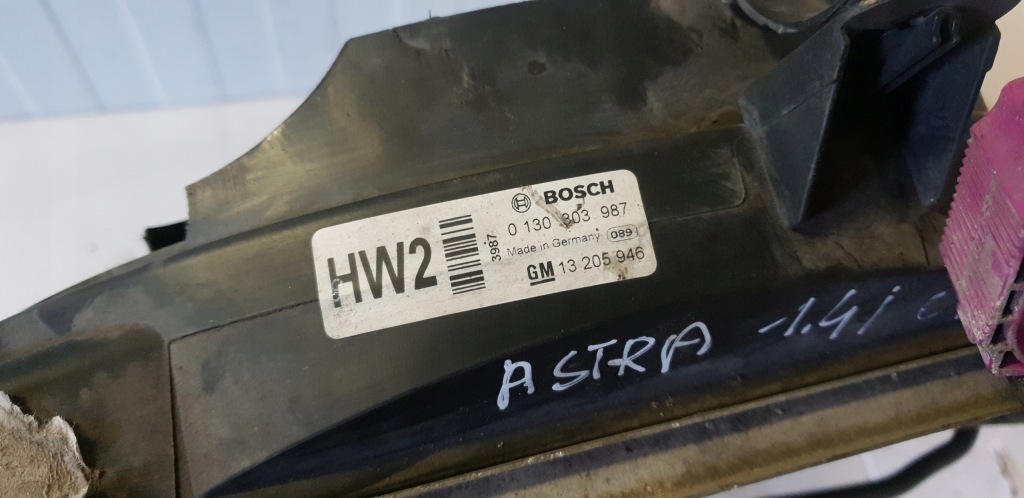 BOSCH
0 130 303 987
HW2
3987
Made in Germany 089
GM 13 205 946
ASTRA -1.4i